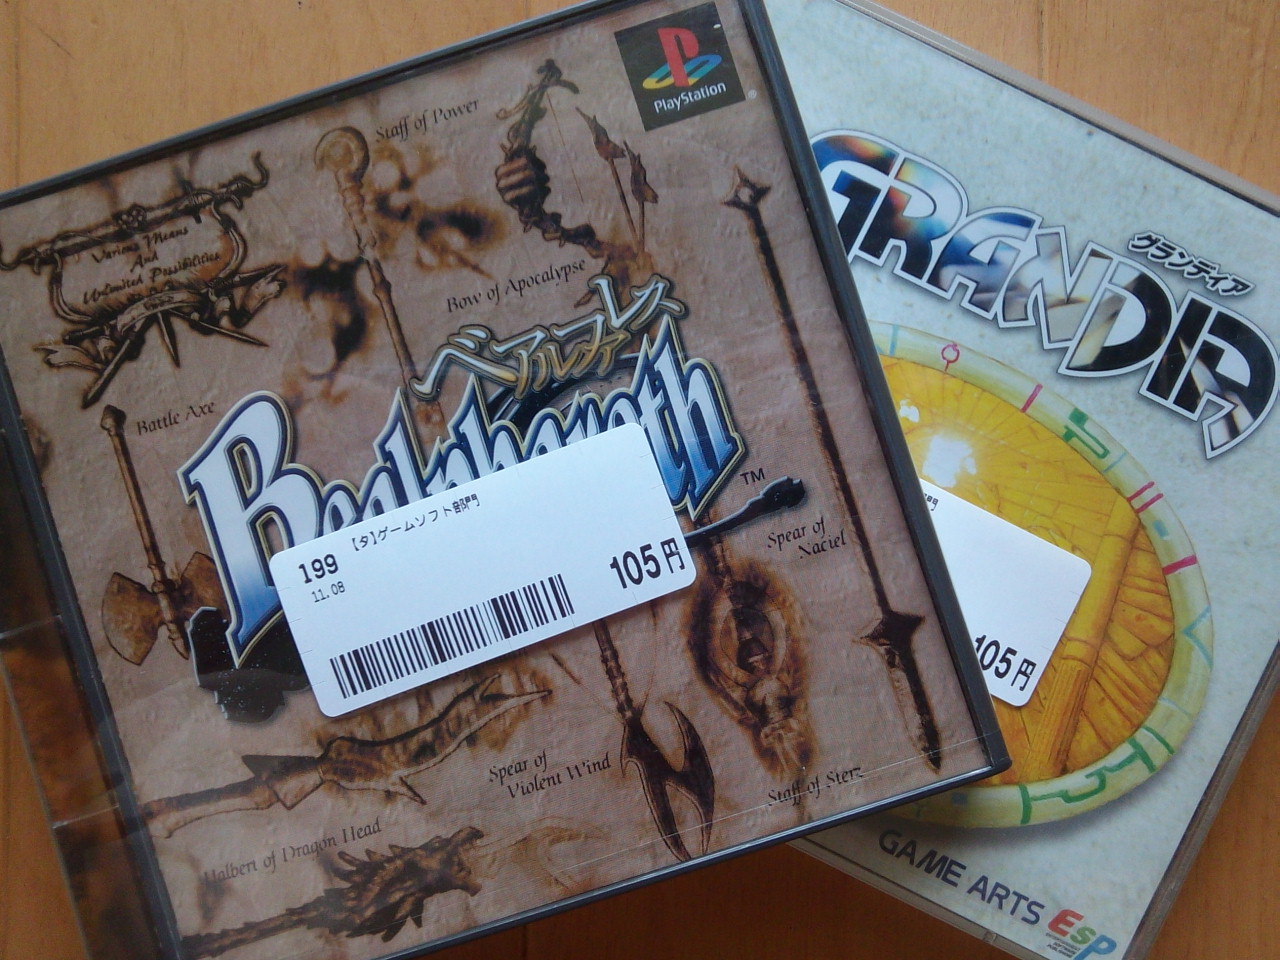 PlayStation
®
Staff of Power
Various Means
And
Unlimited Possibilities
Bow of Apocalypse
ベアルファレス
Battle Axe
TM
【タ】ゲームソフト部門
199
11.08
105円
Spear of
Naciel
Spear of
Violent Wind
Staff of Sterz
Halbert of Dragon Head
GRANDIA
グランディア
門
105円
GAME ARTS
ESP